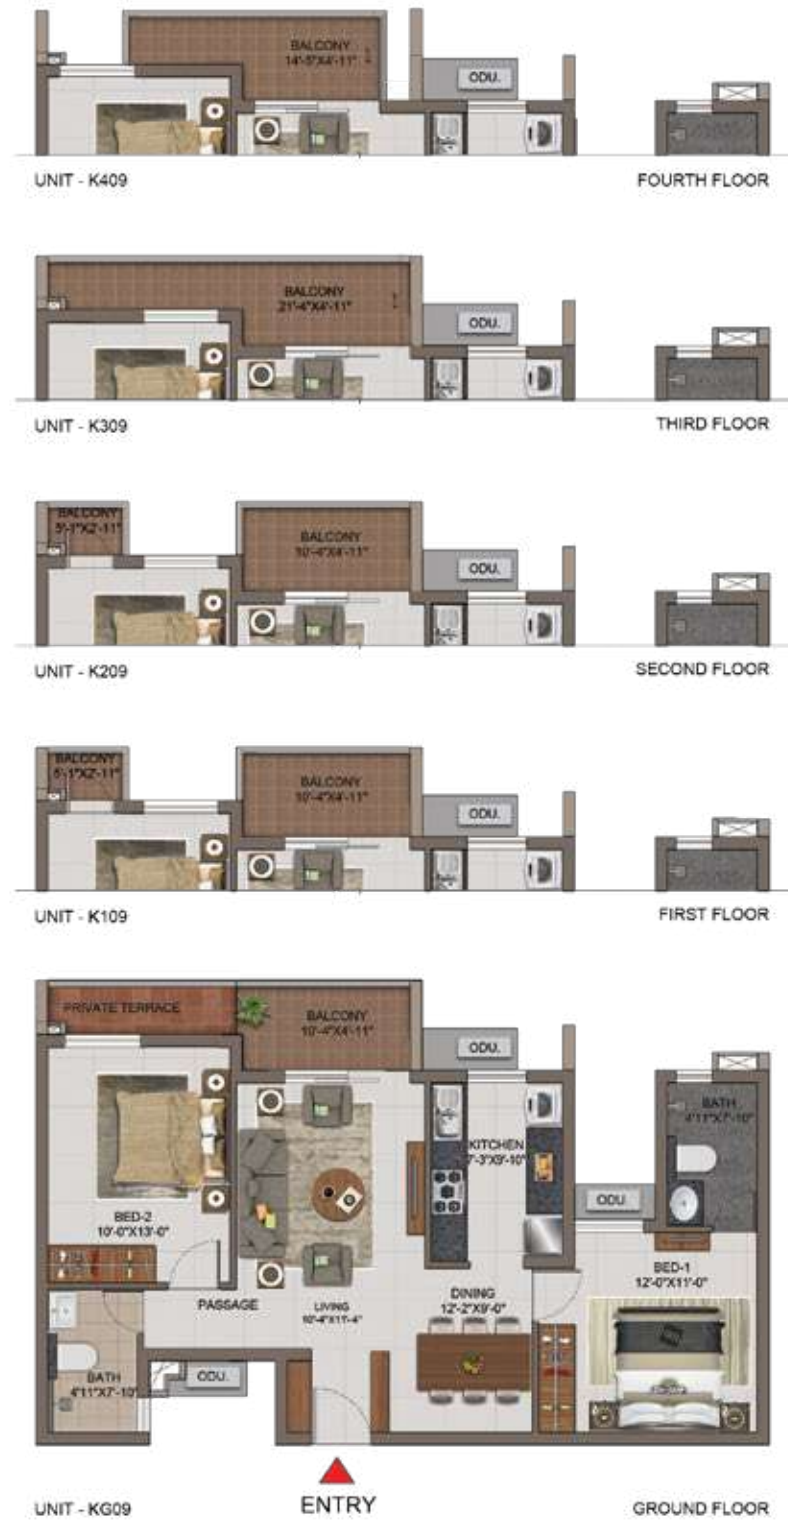 BALCONY
14'-5"X4'-11"
ODU.
UNIT - K409
FOURTH FLOOR
BALCONY
21'-4"X4'-11"
ODU.
UNIT - K309
THIRD FLOOR
BALCONY
5'-1"X2'-11"
BALCONY
10'-4"X4'-11"
ODU.
UNIT - K209
SECOND FLOOR
BALCONY
5'-1"X2'-11"
BALCONY
10'-4"X4'-11"
ODU.
UNIT - K109
FIRST FLOOR
PRIVATE TERRACE
BALCONY
10'-4"X4'-11"
ODU.
BATH
4'11"X7'-10"
KITCHEN
7'-3"X9'-10"
ODU.
BED-2
10'-0"X13'-0"
BED-1
12'-0"X11'-0"
PASSAGE
LIVING
10'-4"X11'-4"
DINING
12'-2"X9'-0"
BATH
4'11"X7'-10"
ODU.
ENTRY
UNIT - KG09
GROUND FLOOR